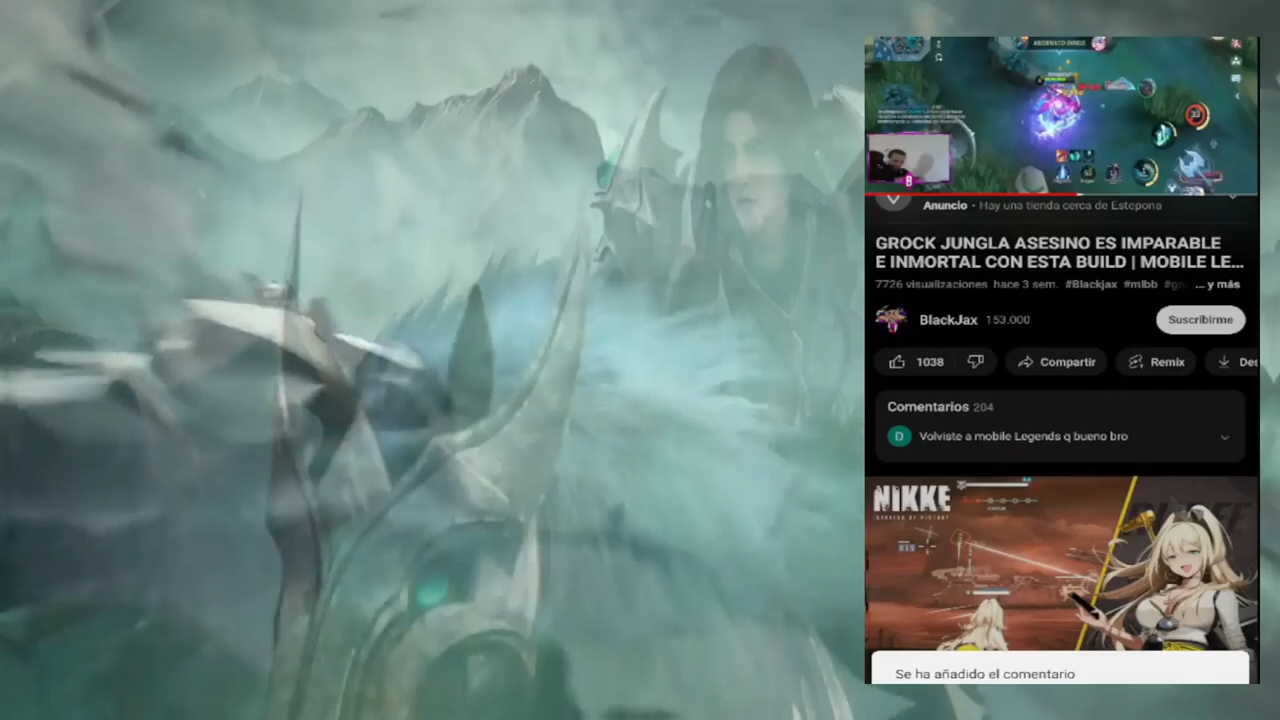 Anuncio · Hay una tienda cerca de Estepona
GROCK JUNGLA ASESINO ES IMPARABLE
E INMORTAL CON ESTA BUILD | MOBILE LE...
7726 visualizaciones hace 3 sem. #Blackjax #mlbb ... y más
BlackJax 153.000
Suscribirme
1038
Compartir
Remix
Des
Comentarios 204
D
Volviste a mobile Legends q bueno bro
NIKKE
Se ha añadido el comentario